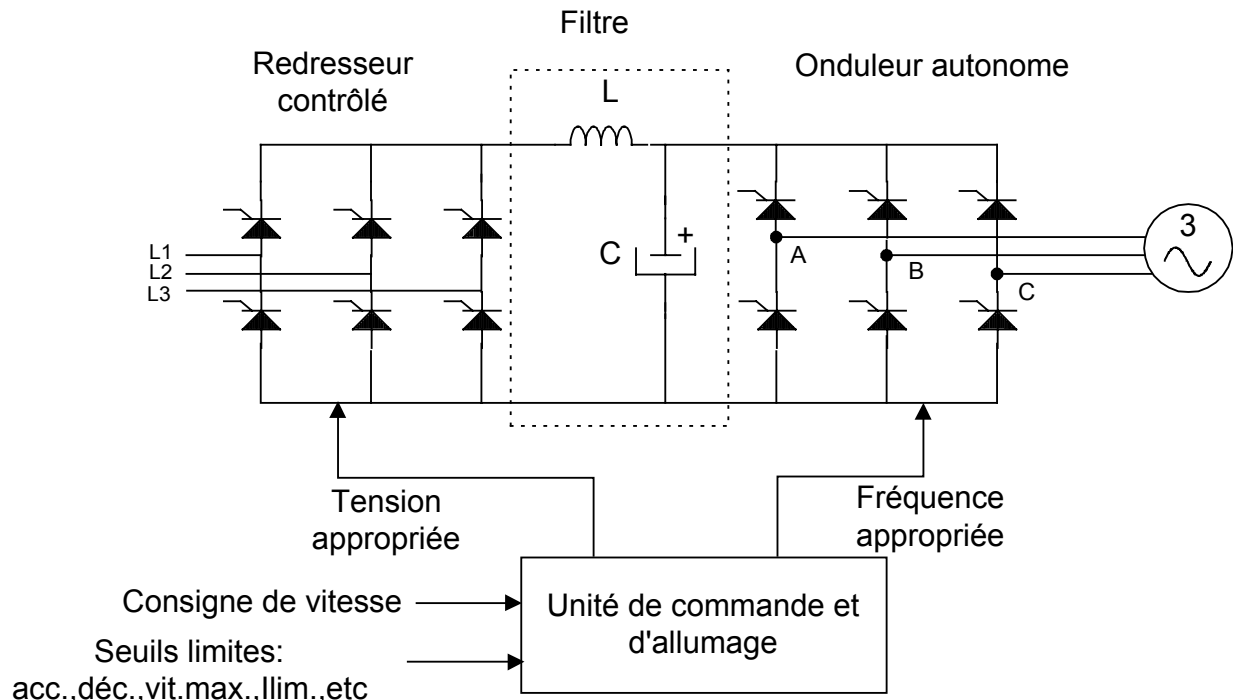 Filtre
Redresseur
contrôlé
Onduleur autonome
L
3
C
+
L1
L2
L3
A
B
C
Tension
appropriée
Fréquence
appropriée
Consigne de vitesse
Unité de commande et
d'allumage
Seuils limites:
acc.,déc.,vit.max.,Ilim.,etc